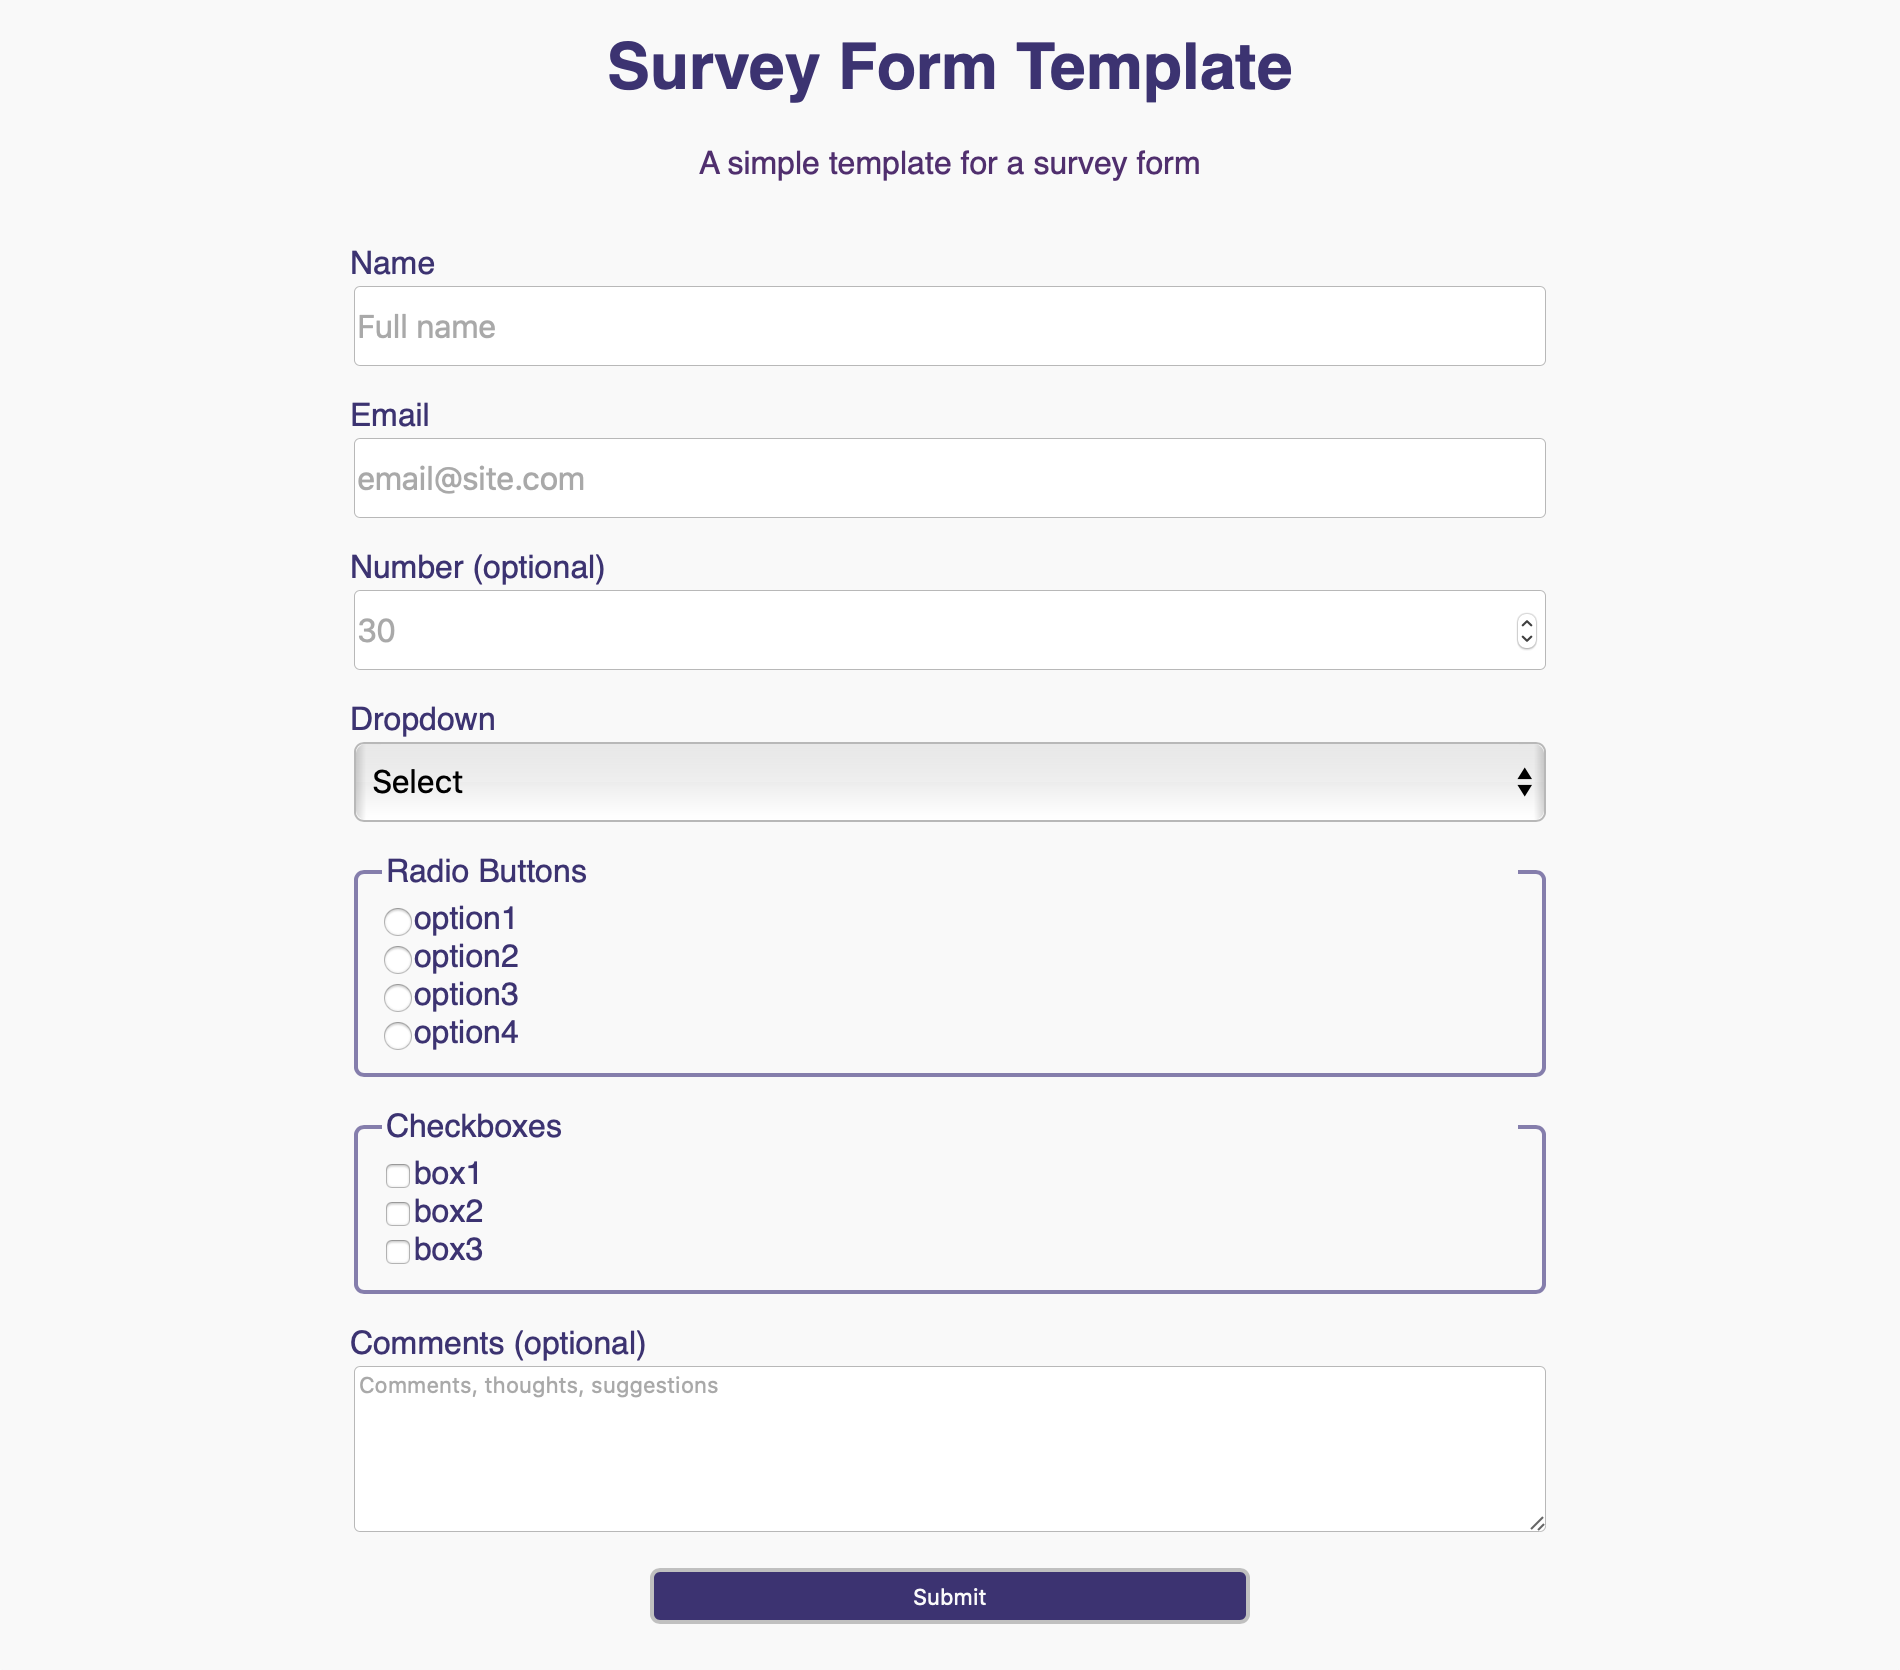 Survey Form Template
A simple template for a survey form
Name
Full name
Email
email@site.com
Number (optional)
30
Dropdown
Select
Radio Buttons
option1
option2
option3
option4
Checkboxes
box1
box2
box3
Comments (optional)
Comments, thoughts, suggestions
Submit